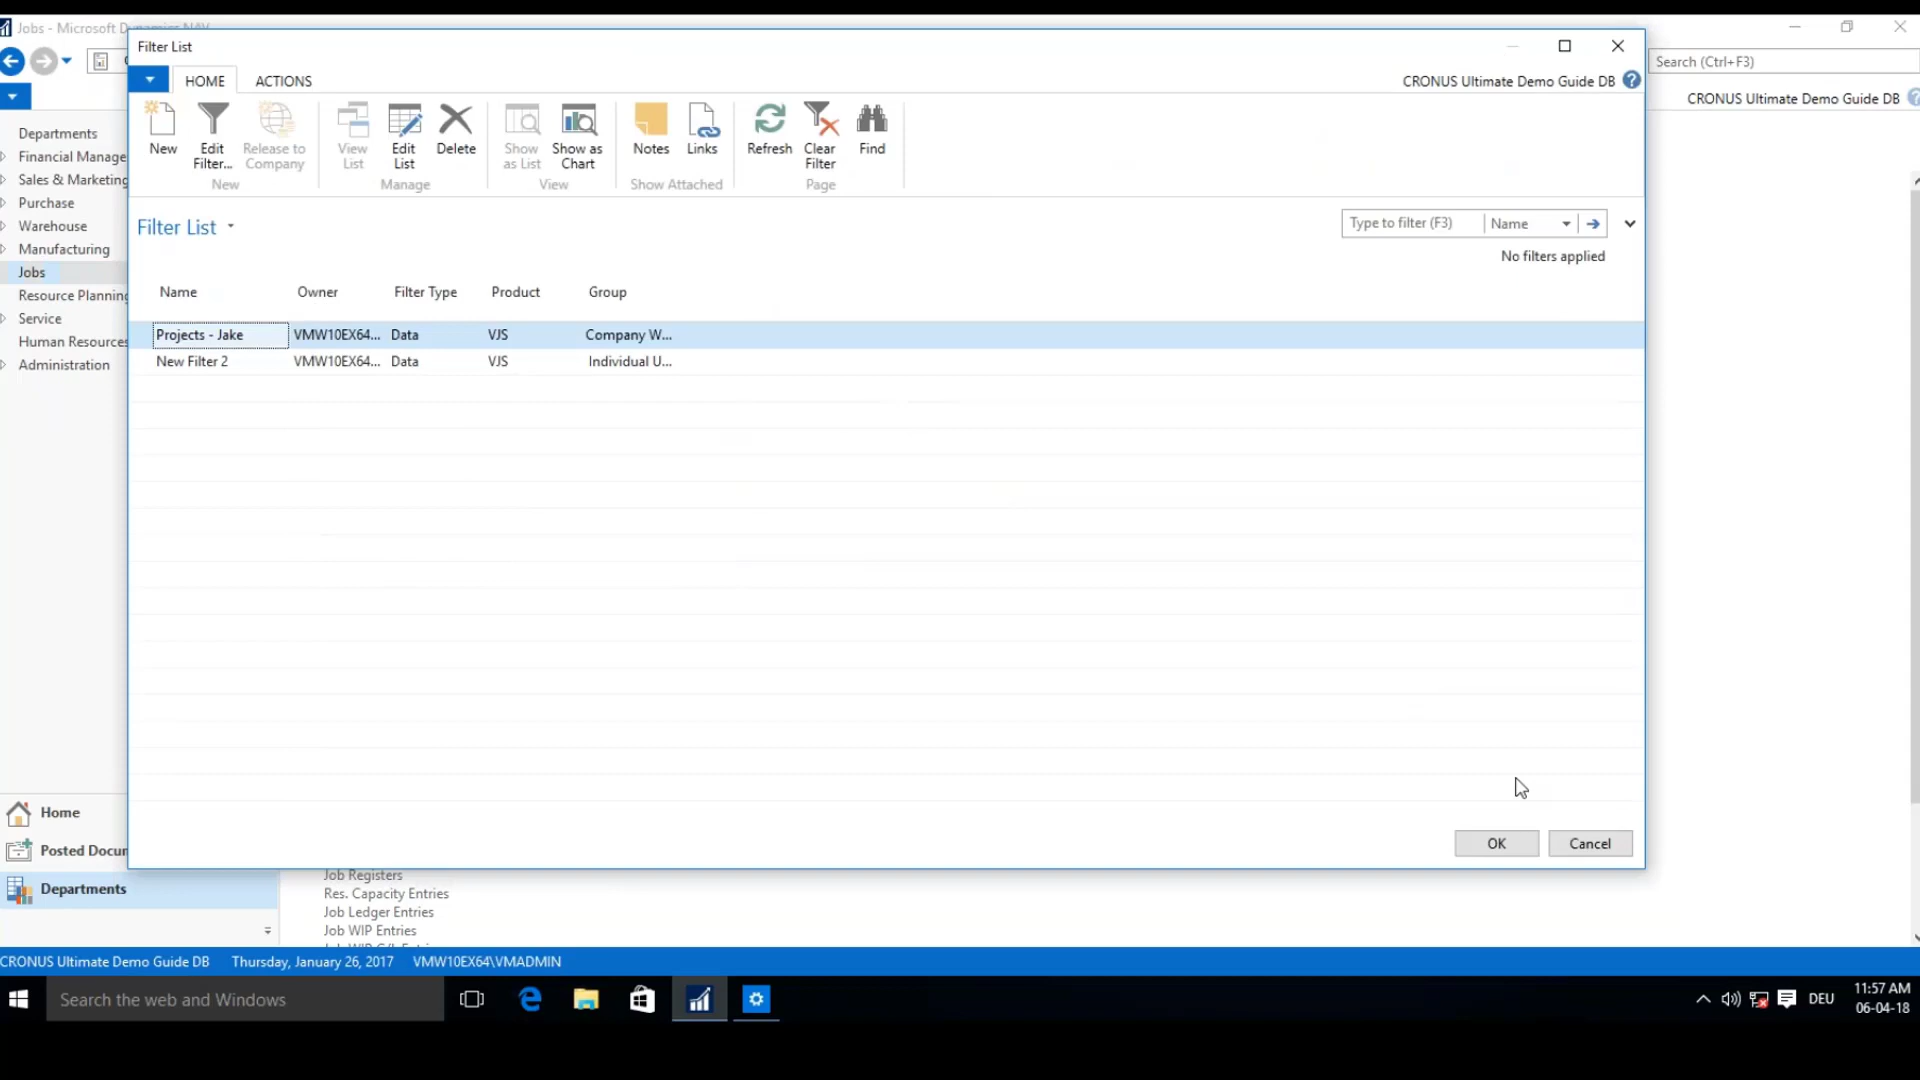 Jobs - Microsoft Dynamics NAV
Filter List
HOME
ACTIONS
CRONUS Ultimate Demo Guide DB
Search (Ctrl+F3)
CRONUS Ultimate Demo Guide DB
New
Edit Filter...
Release to Company
View List
Edit List
Delete
Show as List
Show as Chart
Notes
Links
Refresh
Clear Filter
Find
New
Manage
View
Show Attached
Page
Departments
Financial Manage
Sales & Marketing
Purchase
Warehouse
Manufacturing
Jobs
Resource Planning
Service
Human Resources
Administration
Filter List
Type to filter (F3)
Name
No filters applied
Name Owner Filter Type Product Group
Projects - Jake VMW10EX64... Data VJS Company W...
New Filter 2 VMW10EX64... Data VJS Individual U...
OK
Cancel
Home
Posted Docum
Departments
Job Registers
Res. Capacity Entries
Job Ledger Entries
Job WIP Entries
CRONUS Ultimate Demo Guide DB Thursday, January 26, 2017 VMW10EX64\VMADMIN
Search the web and Windows
DEU
11:57 AM
06-04-18